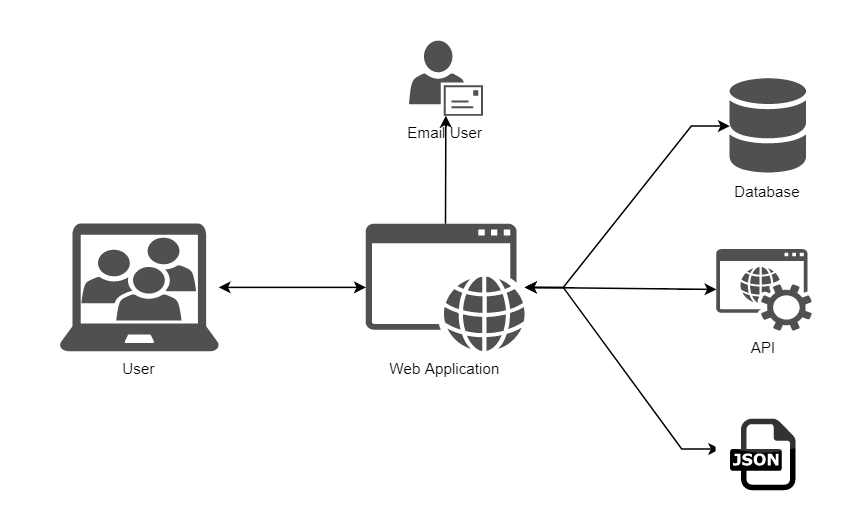 Email User
Database
User
Web Application
API
JSON